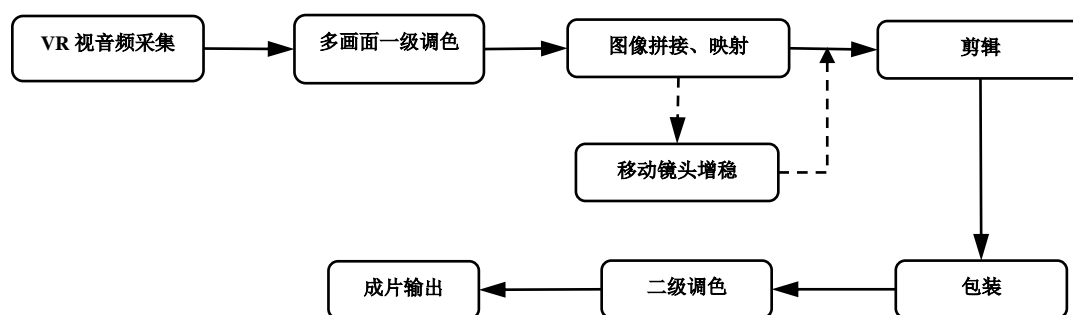 VR 视音频采集
多画面一级调色
图像拼接、映射
剪辑
移动镜头增稳
成片输出
二级调色
包装